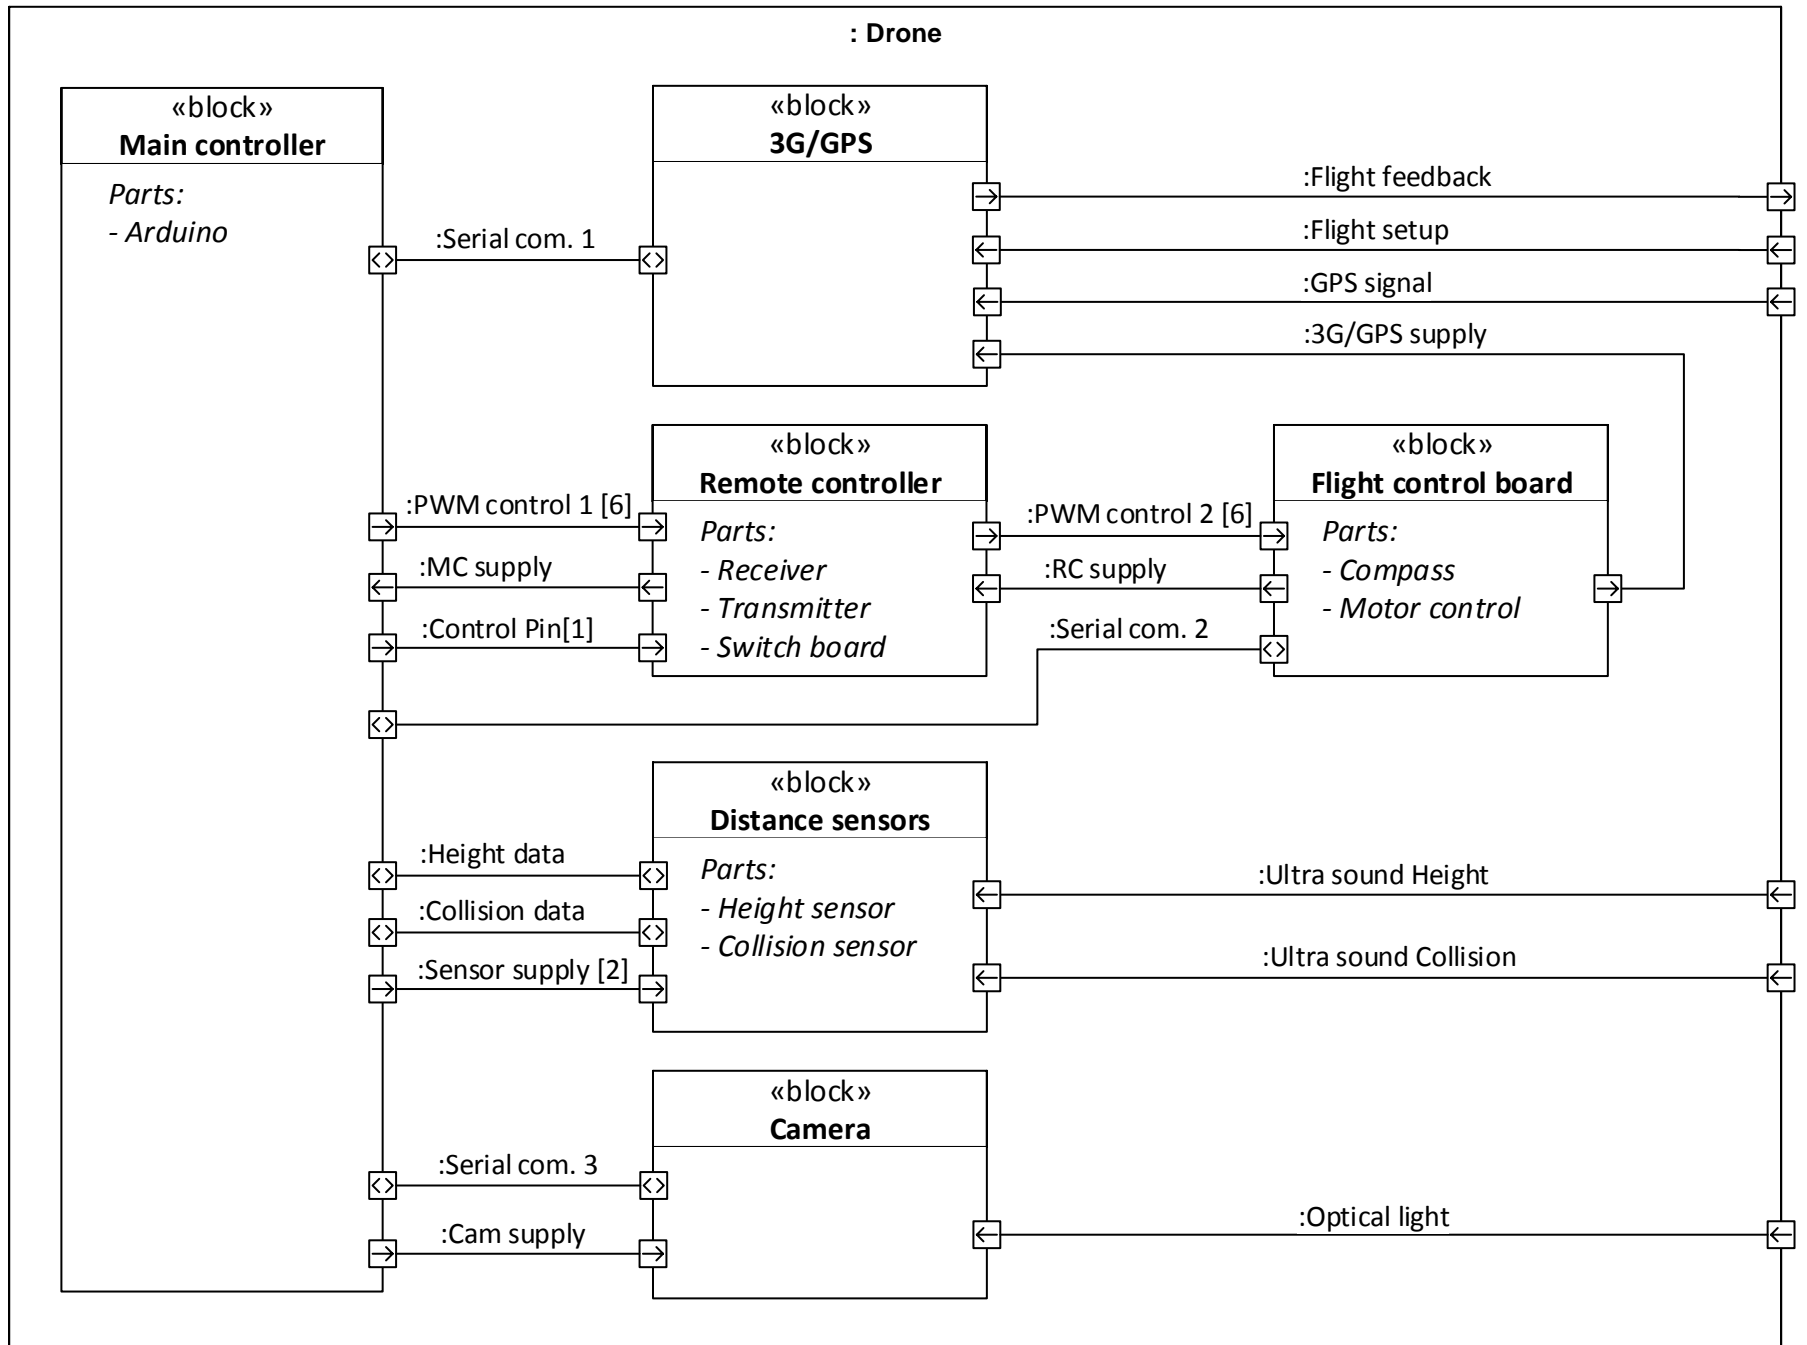 : Drone
«block»
Main controller
Parts:
- Arduino
«block»
3G/GPS
:Serial com. 1
:Flight feedback
:Flight setup
:GPS signal
:3G/GPS supply
«block»
Remote controller
Parts:
- Receiver
- Transmitter
- Switch board
:PWM control 1 [6]
:MC supply
:Control Pin[1]
«block»
Flight control board
Parts:
- Compass
- Motor control
:PWM control 2 [6]
:RC supply
:Serial com. 2
«block»
Distance sensors
Parts:
- Height sensor
- Collision sensor
:Height data
:Collision data
:Sensor supply [2]
:Ultra sound Height
:Ultra sound Collision
«block»
Camera
:Serial com. 3
:Cam supply
:Optical light